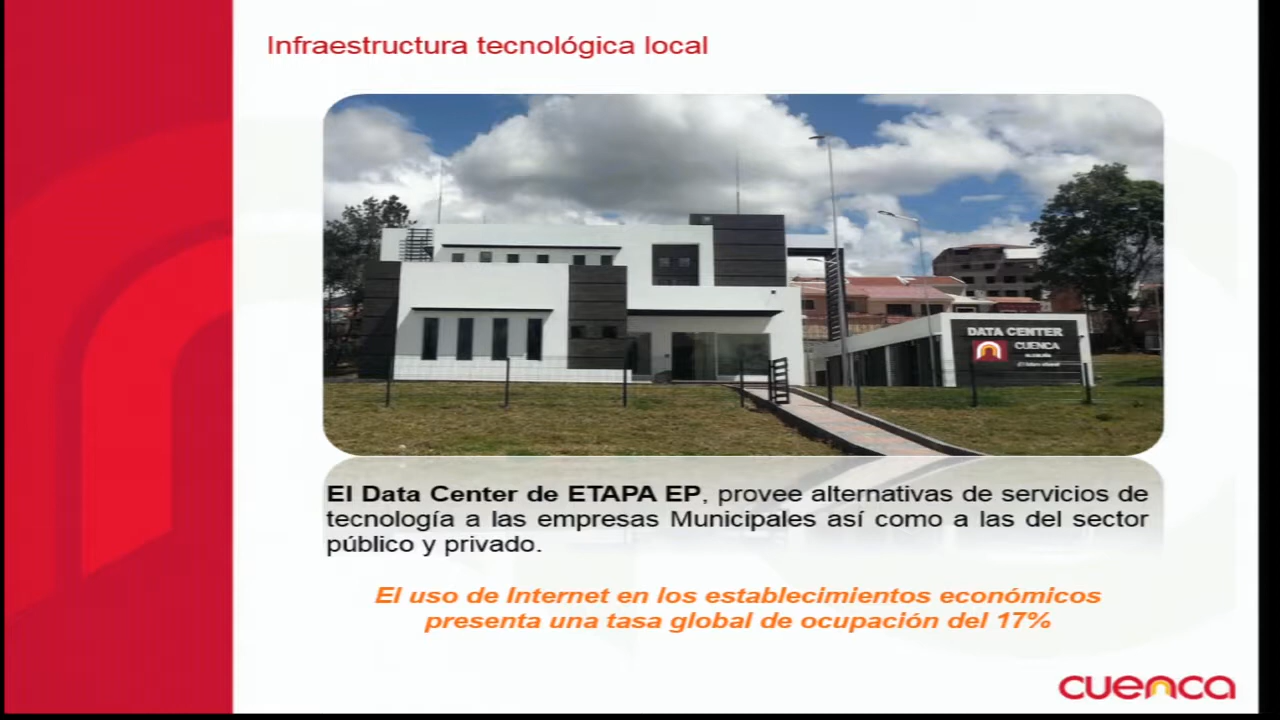 Infraestructura tecnológica local
DATA CENTER
CUENCA
ALCALDÍA
El Data Center de ETAPA EP, provee alternativas de servicios de
tecnología a las empresas Municipales así como a las del sector
público y privado.
El uso de Internet en los establecimientos económicos
presenta una tasa global de ocupación del 17%
cuenca